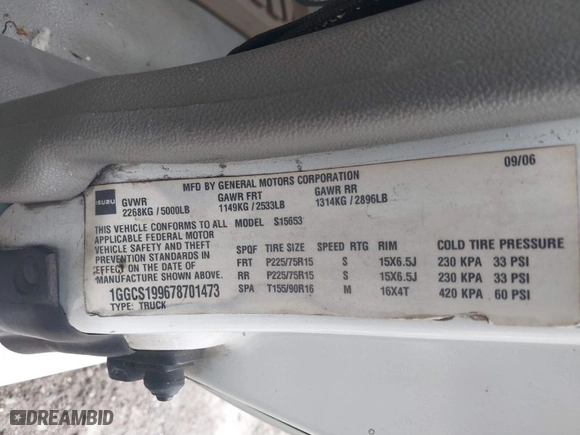 MFD BY GENERAL MOTORS CORPORATION
09/06
ISUZU
GVWR GAWR FRT GAWR RR
2268KG / 5000LB 1149KG / 2533LB 1314KG / 2896LB
THIS VEHICLE CONFORMS TO ALL MODEL S15653
APPLICABLE FEDERAL MOTOR
VEHICLE SAFETY AND THEFT
PREVENTION STANDARDS IN
EFFECT ON THE DATE OF
MANUFACTURE SHOWN ABOVE.
1GGCS199678701473
TYPE: TRUCK
SPQF TIRE SIZE SPEED RTG RIM COLD TIRE PRESSURE
FRT P225/75R15 S 15X6.5J 230 KPA 33 PSI
RR P225/75R15 S 15X6.5J 230 KPA 33 PSI
SPA T155/90R16 M 16X4T 420 KPA 60 PSI
DREAMBID